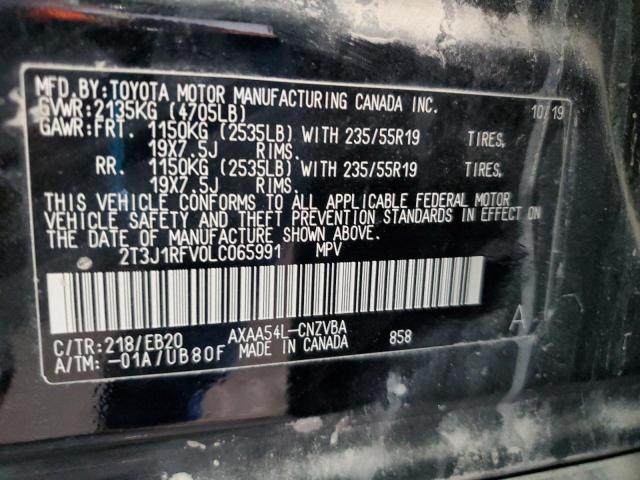 MFD.BY:TOYOTA MOTOR MANUFACTURING CANADA INC.
GVWR:2135KG (4705LB) 10/19
GAWR:FRT. 1150KG (2535LB) WITH 235/55R19 TIRES,
19X7.5J RIMS.
RR. 1150KG (2535LB) WITH 235/55R19 TIRES,
19X7.5J RIMS.
THIS VEHICLE CONFORMS TO ALL APPLICABLE FEDERAL MOTOR
VEHICLE SAFETY AND THEFT PREVENTION STANDARDS IN EFFECT ON
THE DATE OF MANUFACTURE SHOWN ABOVE.
2T3J1RFV0LC065991 MPV
C/TR:218/EB20 AXAA54L-CNZVBA 858 A
A/TM:-01A/UB80F MADE IN CANADA